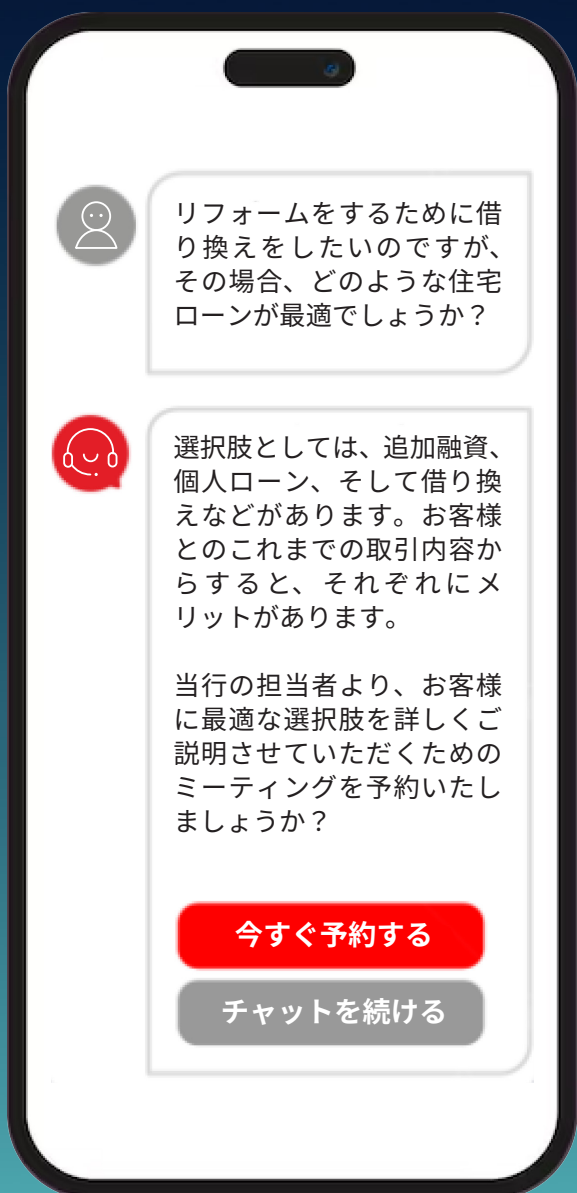 リフォームをするために借
り換えをしたいのですが、
その場合、どのような住宅
ローンが最適でしょうか？
選択肢としては、追加融資、
個人ローン、そして借り換
えなどがあります。お客様
とのこれまでの取引内容か
らすると、それぞれにメ
リットがあります。
当行の担当者より、お客様
に最適な選択肢を詳しくご
説明させていただくための
ミーティングを予約いたし
ましょうか？
今すぐ予約する
チャットを続ける